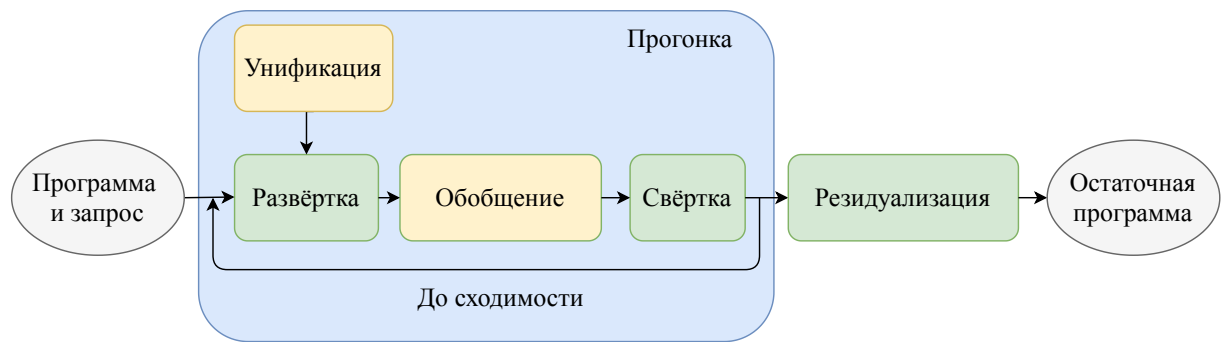 Прогонка
Унификация
Программа
и запрос
Развёртка
Обобщение
Свёртка
Резидуализация
Остаточная
программа
До сходимости